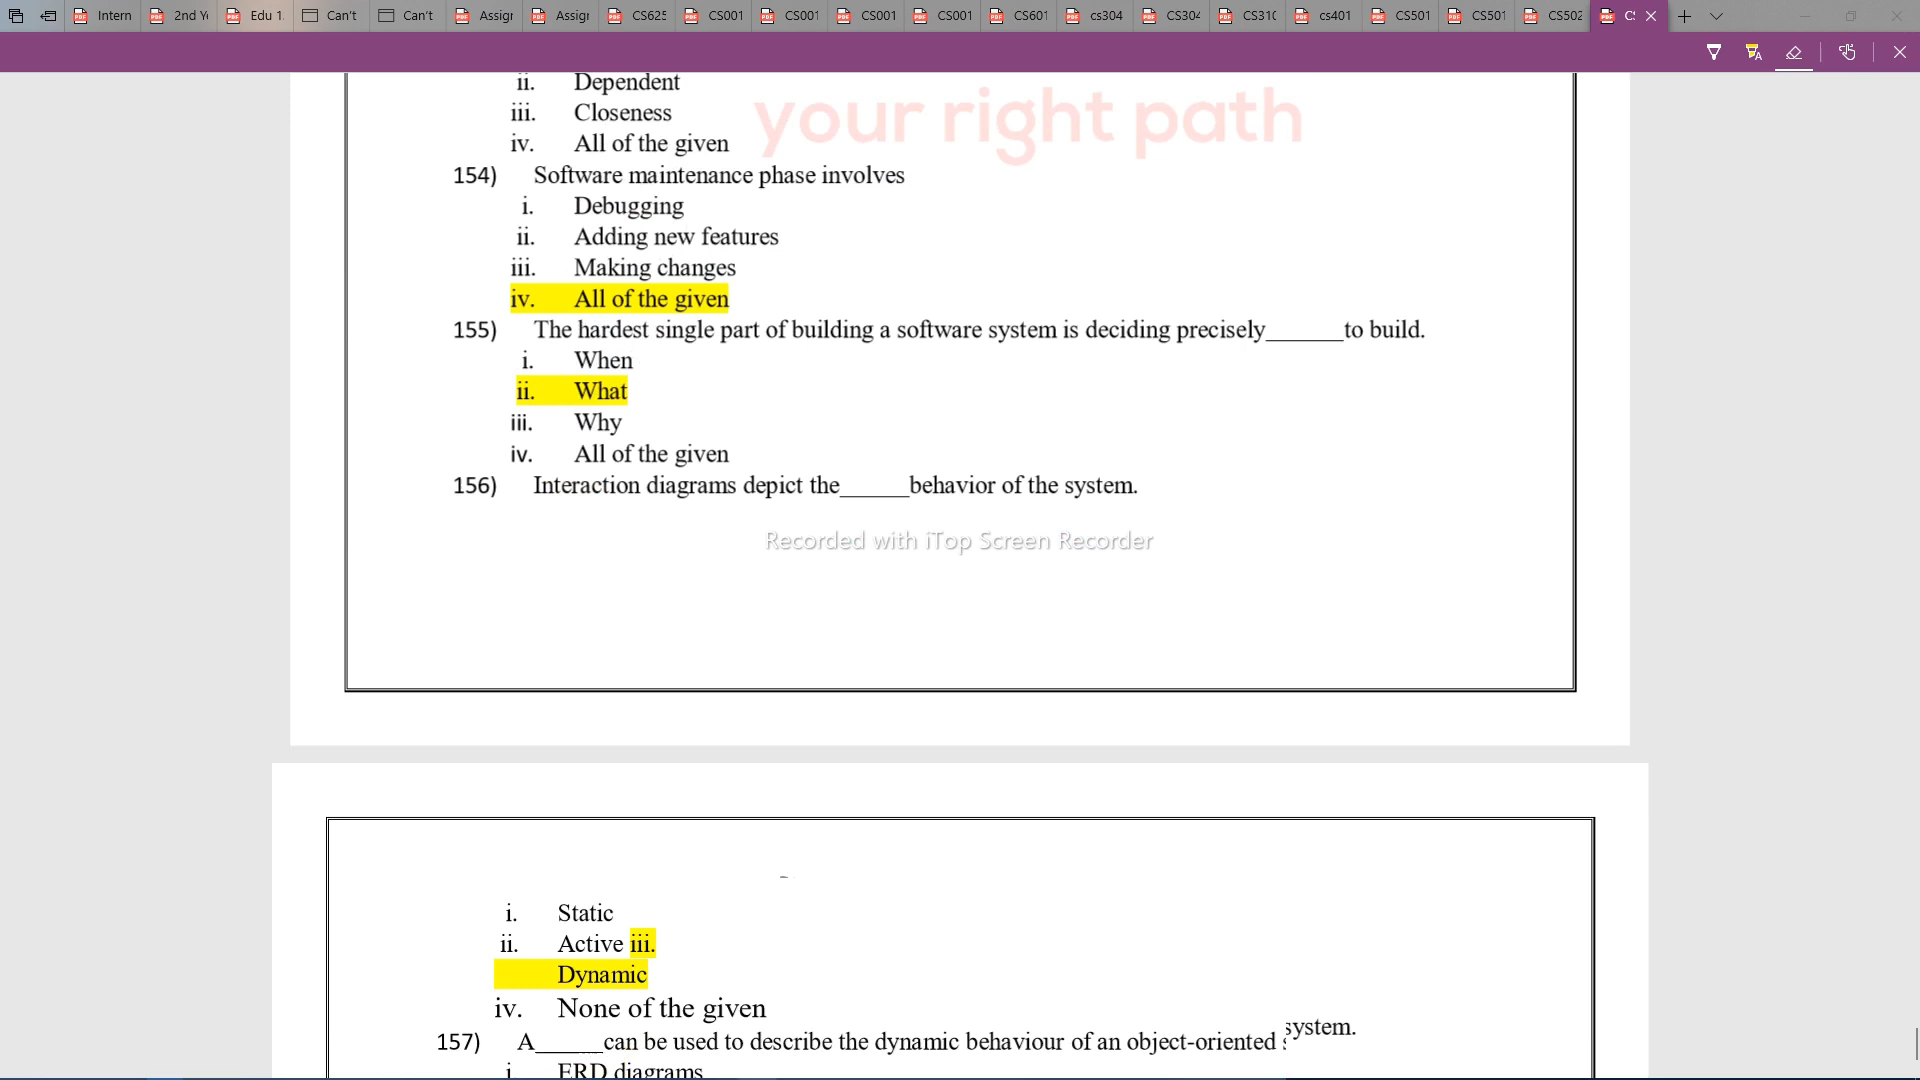 Intern
2nd Y
Edu 1.
Can't
Can't
Assigr
Assigr
CS625
CS001
CS001
CS001
CS001
CS601
cs304
CS304
CS310
cs401
CS501
CS501
CS502
ii. Dependent
your right path
iii. Closeness
iv. All of the given
154) Software maintenance phase involves
i. Debugging
ii. Adding new features
iii. Making changes
iv. All of the given
155) The hardest single part of building a software system is deciding precisely______to build.
i. When
ii. What
iii. Why
iv. All of the given
156) Interaction diagrams depict the______behavior of the system.
Recorded with iTop Screen Recorder
i. Static
ii. Active iii.
Dynamic
iv. None of the given
157) A______can be used to describe the dynamic behaviour of an object-oriented system.
i. ERD diagrams